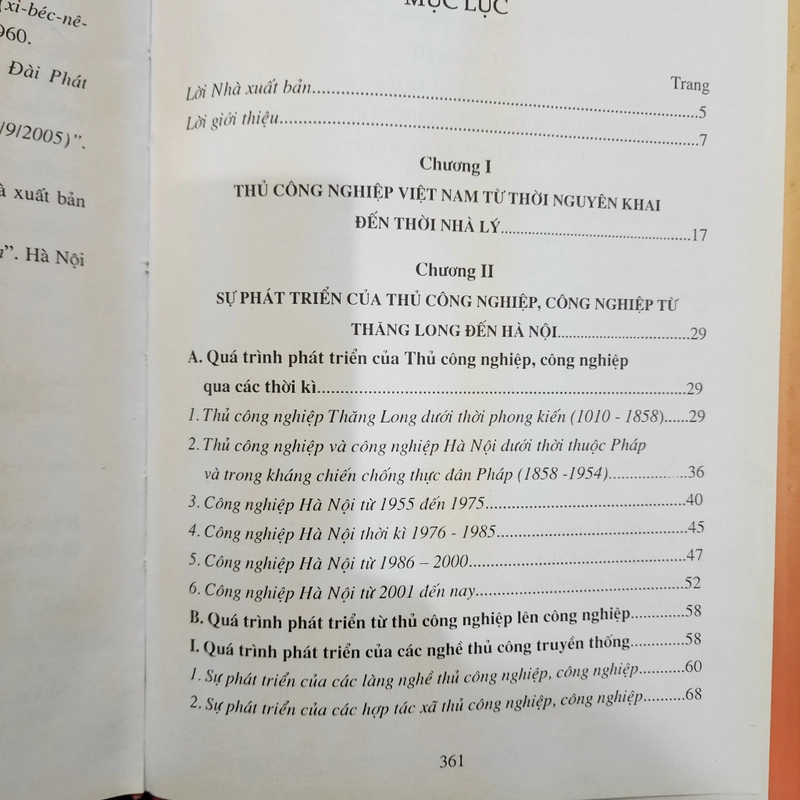 (xi-béc-nê-
960.
Đài Phát
/9/2005)”.
xuất bản
”. Hà Nội
MỤC LỤC
Trang
Lời Nhà xuất bản..........5
Lời giới thiệu..........7
Chương I
THỦ CÔNG NGHIỆP VIỆT NAM TỪ THỜI NGUYÊN KHAI
ĐẾN THỜI NHÀ LÝ..........17
Chương II
SỰ PHÁT TRIỂN CỦA THỦ CÔNG NGHIỆP, CÔNG NGHIỆP TỪ
THĂNG LONG ĐẾN HÀ NỘI..........29
A. Quá trình phát triển của Thủ công nghiệp, công nghiệp
qua các thời kì..........29
1. Thủ công nghiệp Thăng Long dưới thời phong kiến (1010 - 1858)......29
2. Thủ công nghiệp và công nghiệp Hà Nội dưới thời thuộc Pháp
và trong kháng chiến chống thực dân Pháp (1858 -1954)..........36
3. Công nghiệp Hà Nội từ 1955 đến 1975..........40
4. Công nghiệp Hà Nội thời kì 1976 - 1985..........45
5. Công nghiệp Hà Nội từ 1986 – 2000..........47
6. Công nghiệp Hà Nội từ 2001 đến nay..........52
B. Quá trình phát triển từ thủ công nghiệp lên công nghiệp..........58
I. Quá trình phát triển của các nghề thủ công truyền thống..........58
1. Sự phát triển của các làng nghề thủ công nghiệp, công nghiệp..........60
2. Sự phát triển của các hợp tác xã thủ công nghiệp, công nghiệp..........68
361